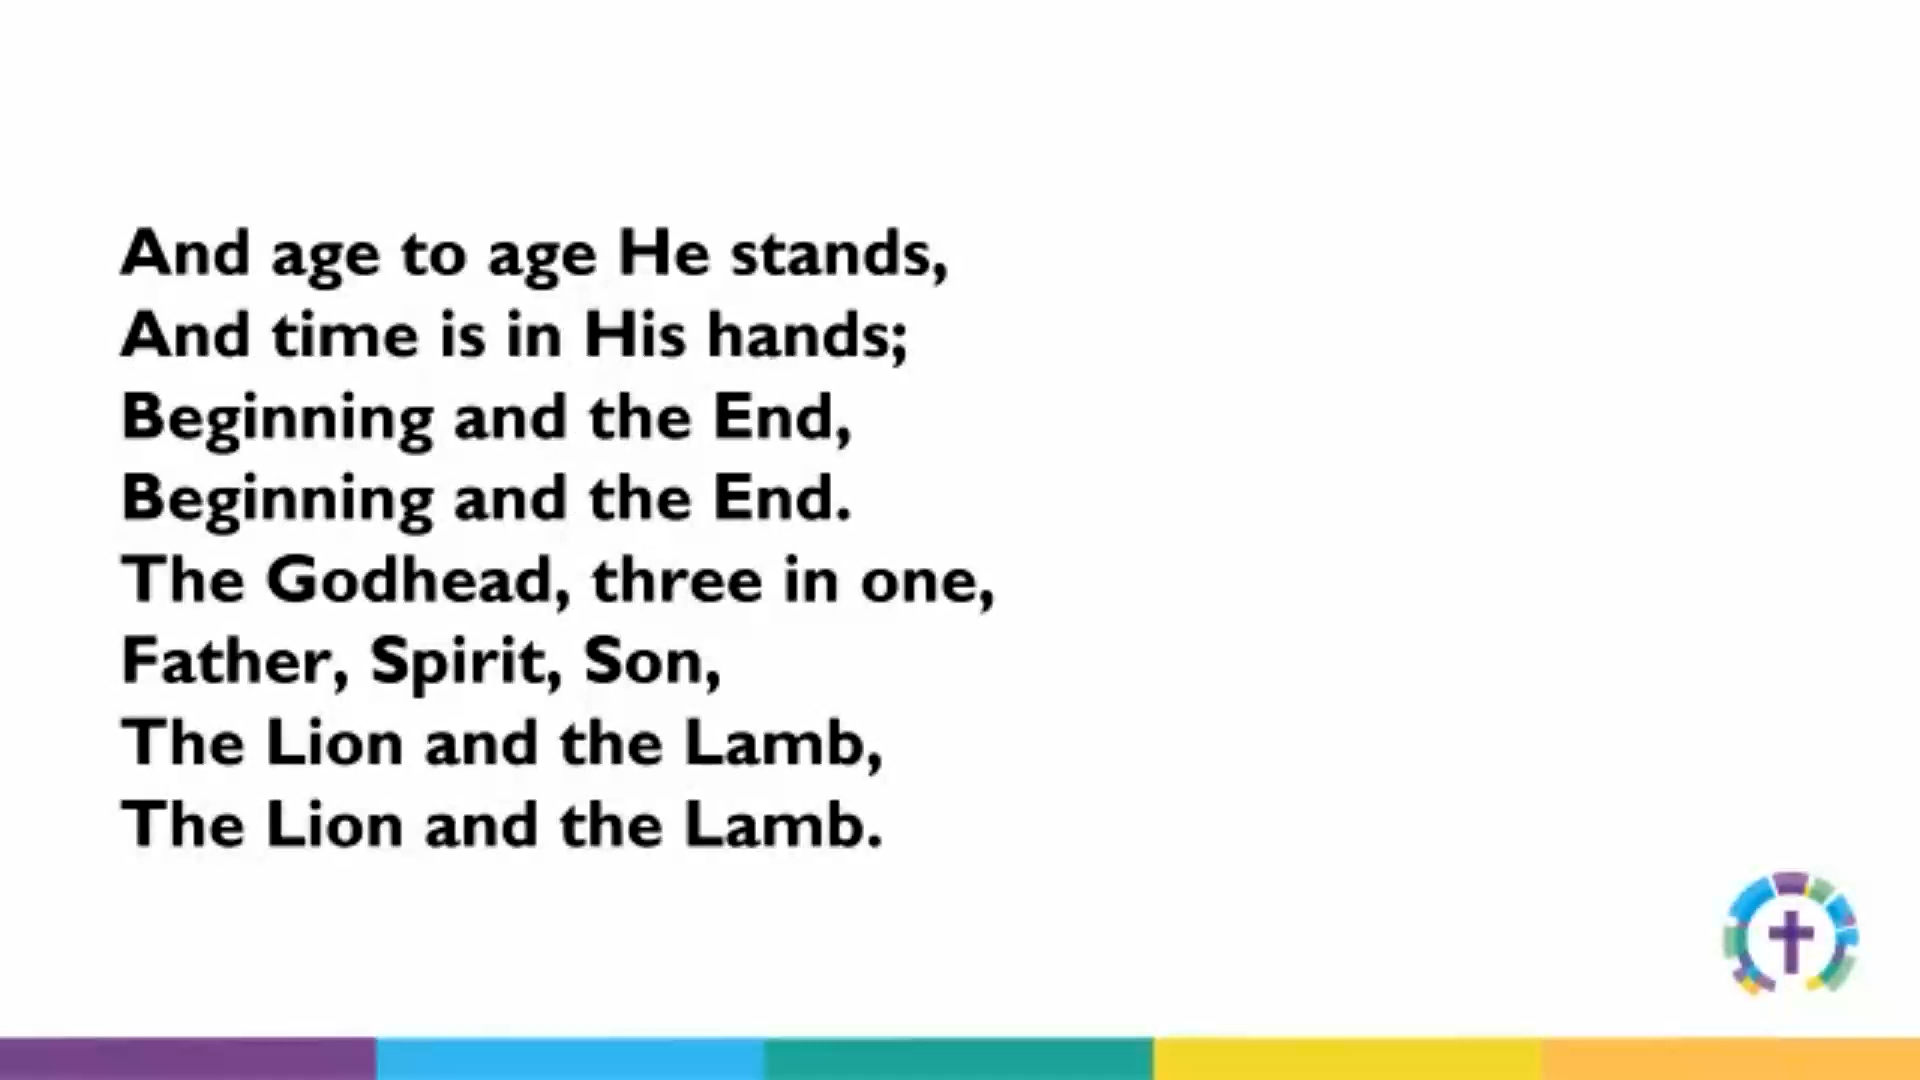 And age to age He stands,
And time is in His hands;
Beginning and the End,
Beginning and the End.
The Godhead, three in one,
Father, Spirit, Son,
The Lion and the Lamb,
The Lion and the Lamb.